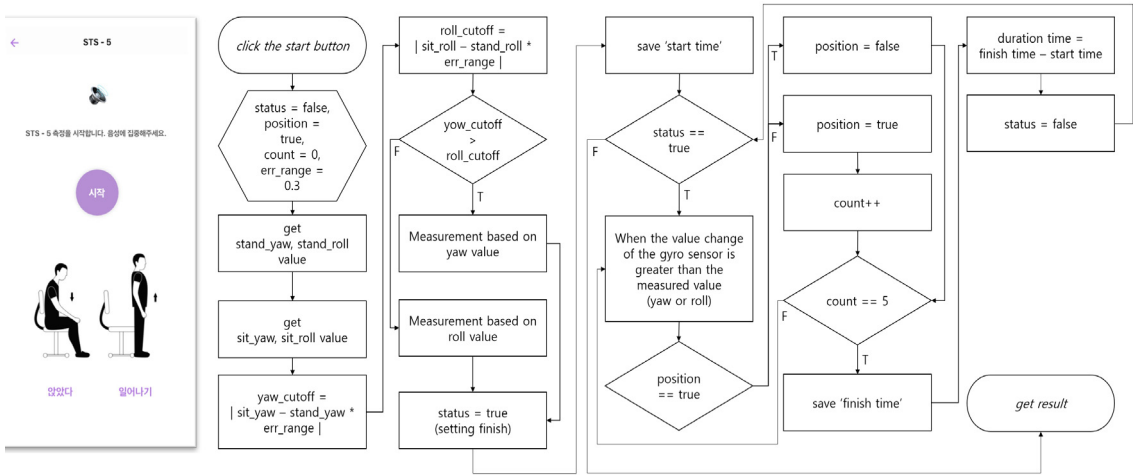 ←
STS - 5
STS - 5 측정을 시작합니다. 음성에 집중해주세요.
시작
앉았다
일어나기
click the start button
status = false,
position =
true,
count = 0,
err_range =
0.3
get
stand_yaw, stand_roll
value
get
sit_yaw, sit_roll value
yaw_cutoff =
| sit_yaw – stand_yaw *
err_range |
roll_cutoff =
| sit_roll – stand_roll *
err_range |
yow_cutoff
>
roll_cutoff
F
T
Measurement based on
yaw value
Measurement based on
roll value
status = true
(setting finish)
save ‘start time’
status ==
true
F
T
When the value change
of the gyro sensor is
greater than the
measured value
(yaw or roll)
position
== true
T
position = false
F
position = true
count++
count == 5
F
T
save ‘finish time’
duration time =
finish time – start time
status = false
get result